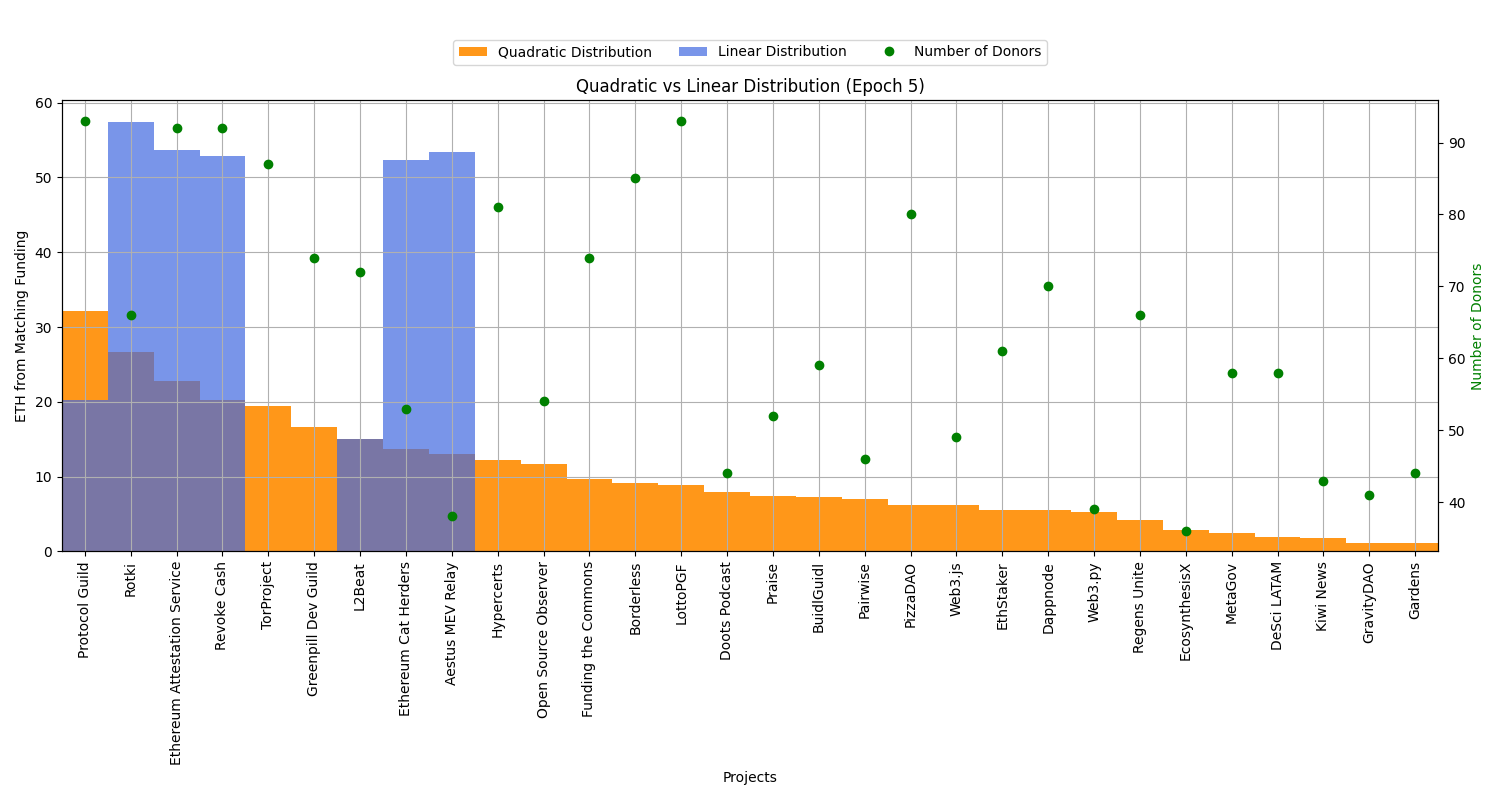 Quadratic Distribution
Linear Distribution
Number of Donors
Quadratic vs Linear Distribution (Epoch 5)
ETH from Matching Funding
60
50
40
30
20
10
0
90
80
70
60
50
40
Number of Donors
Protocol Guild
Rotki
Ethereum Attestation Service
Revoke Cash
TorProject
Greenpill Dev Guild
L2Beat
Ethereum Cat Herders
Aestus MEV Relay
Hypercerts
Open Source Observer
Funding the Commons
Borderless
LottoPGF
Doots Podcast
Praise
BuidlGuidl
Pairwise
PizzaDAO
Web3.js
EthStaker
Dappnode
Web3.py
Regens Unite
EcosynthesisX
MetaGov
DeSci LATAM
Kiwi News
GravityDAO
Gardens
Projects